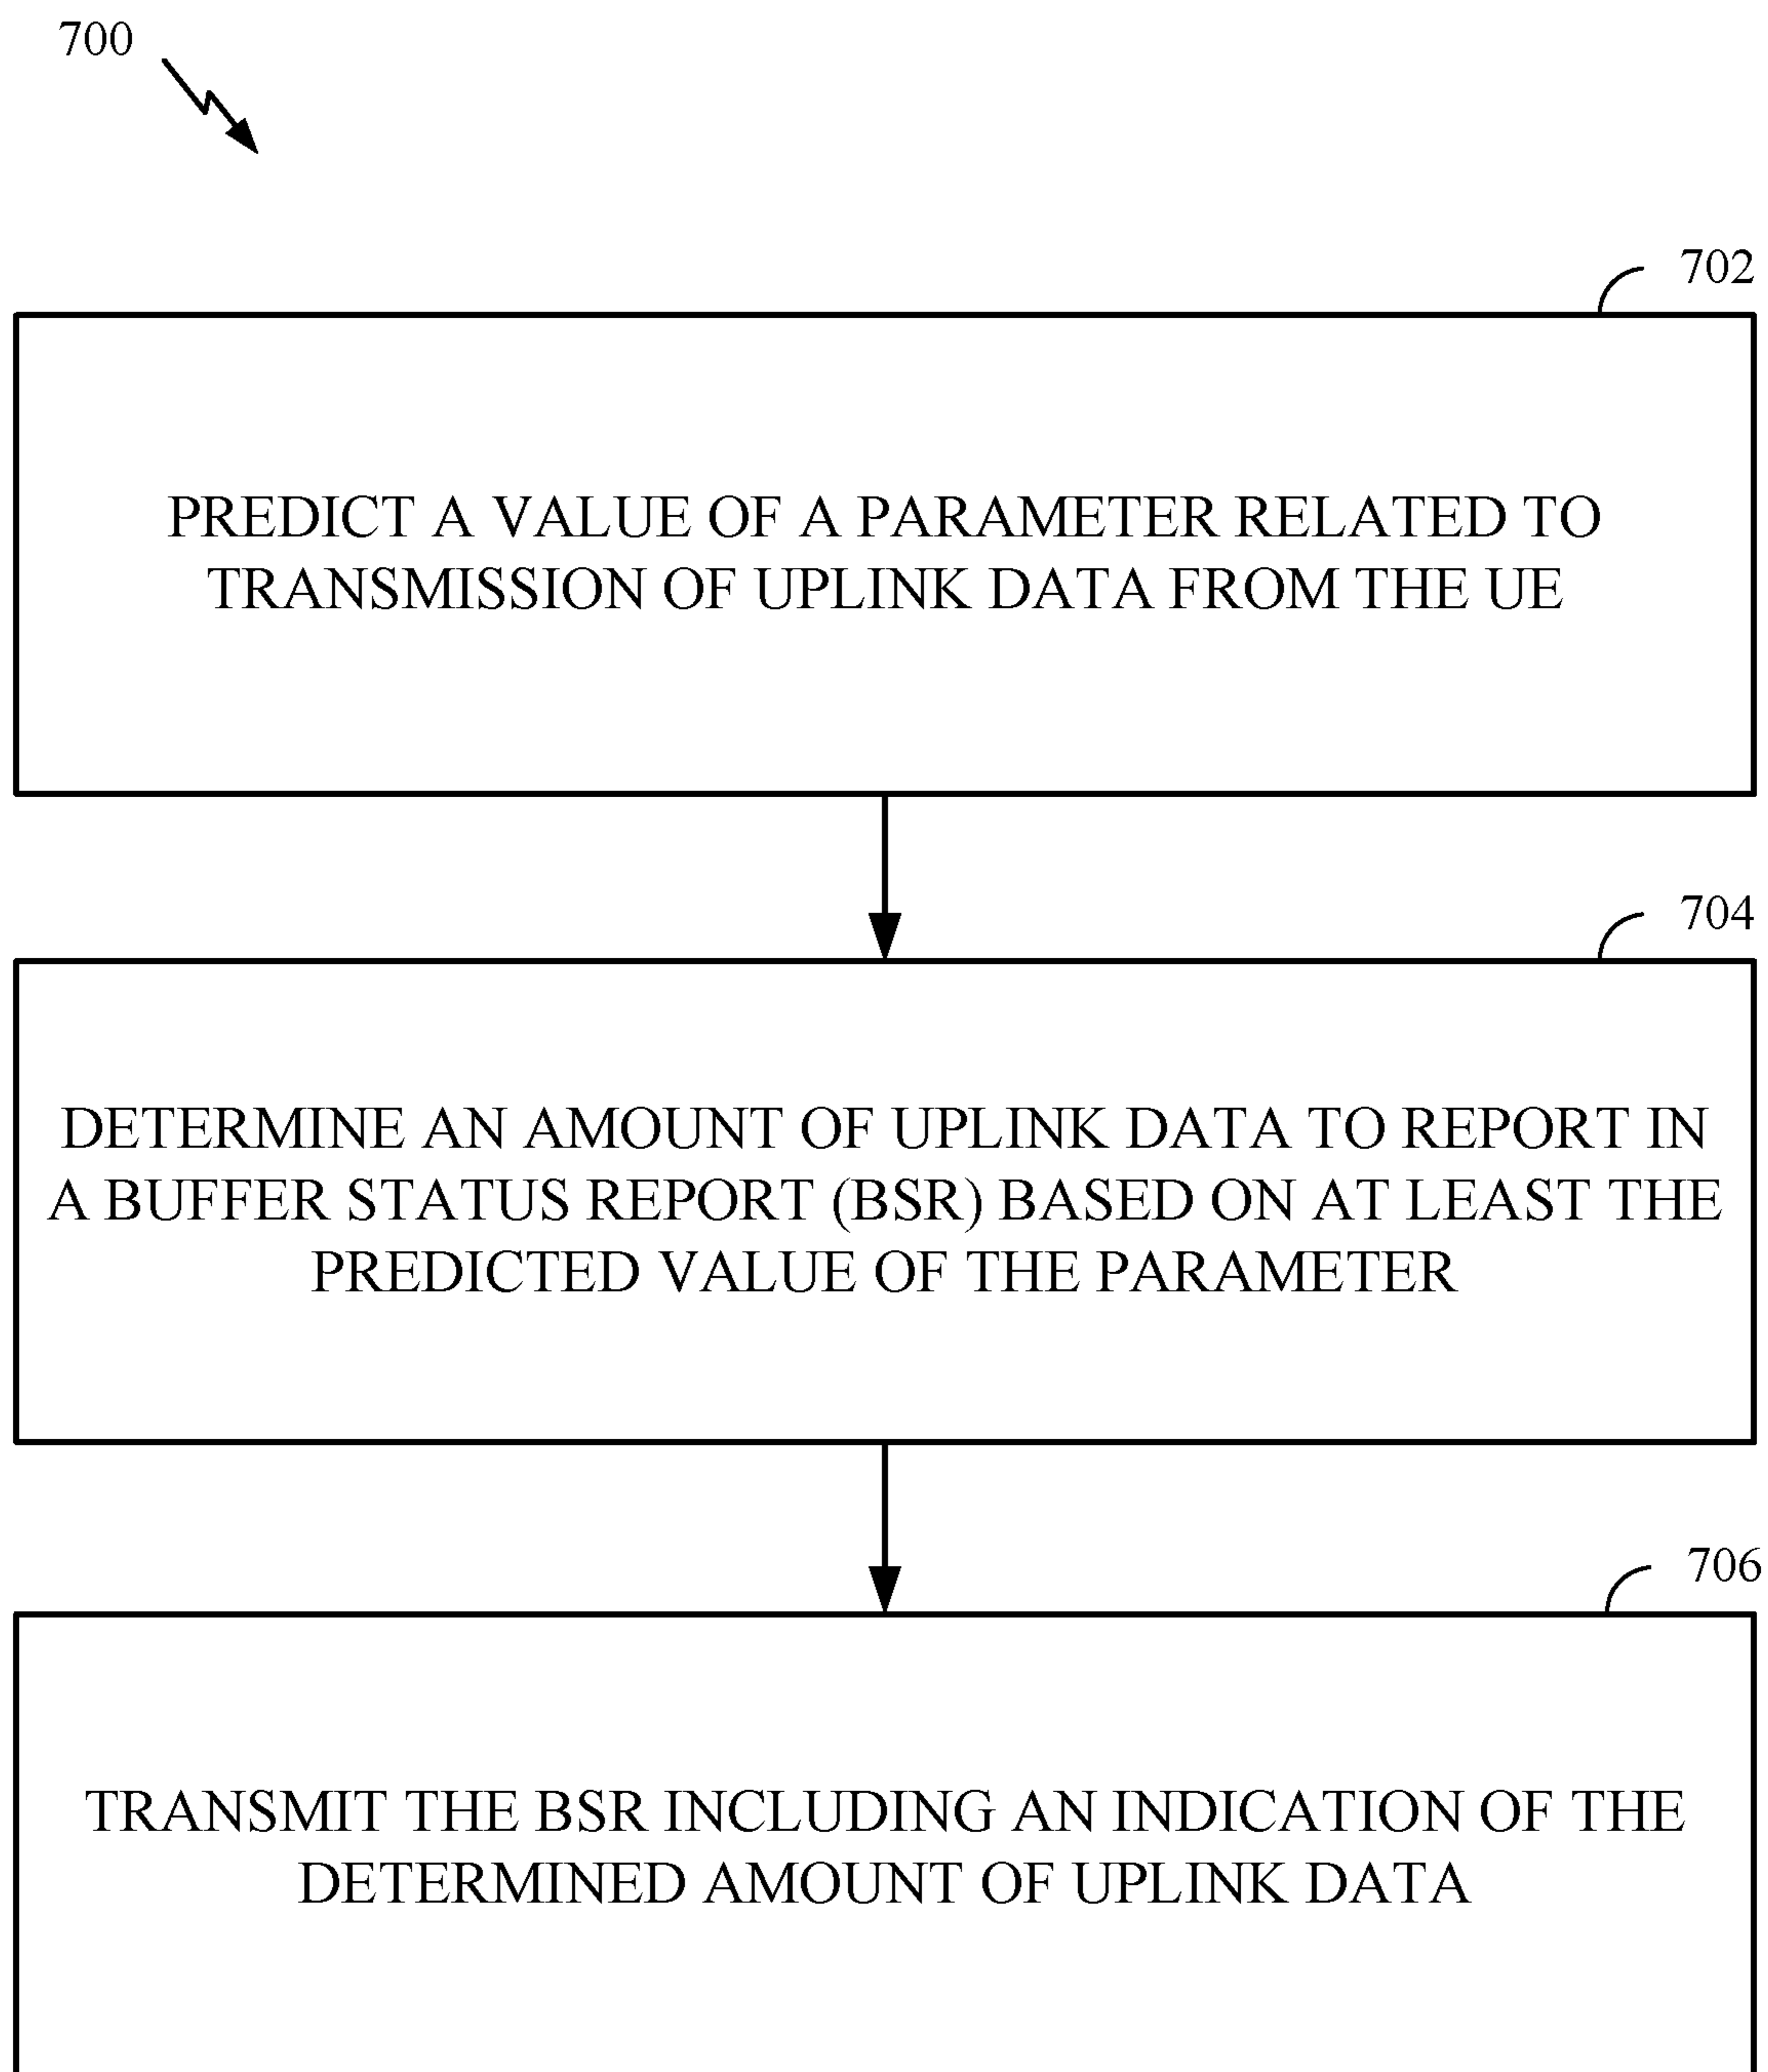 700
702
PREDICT A VALUE OF A PARAMETER RELATED TO
TRANSMISSION OF UPLINK DATA FROM THE UE
704
DETERMINE AN AMOUNT OF UPLINK DATA TO REPORT IN
A BUFFER STATUS REPORT (BSR) BASED ON AT LEAST THE
PREDICTED VALUE OF THE PARAMETER
706
TRANSMIT THE BSR INCLUDING AN INDICATION OF THE
DETERMINED AMOUNT OF UPLINK DATA